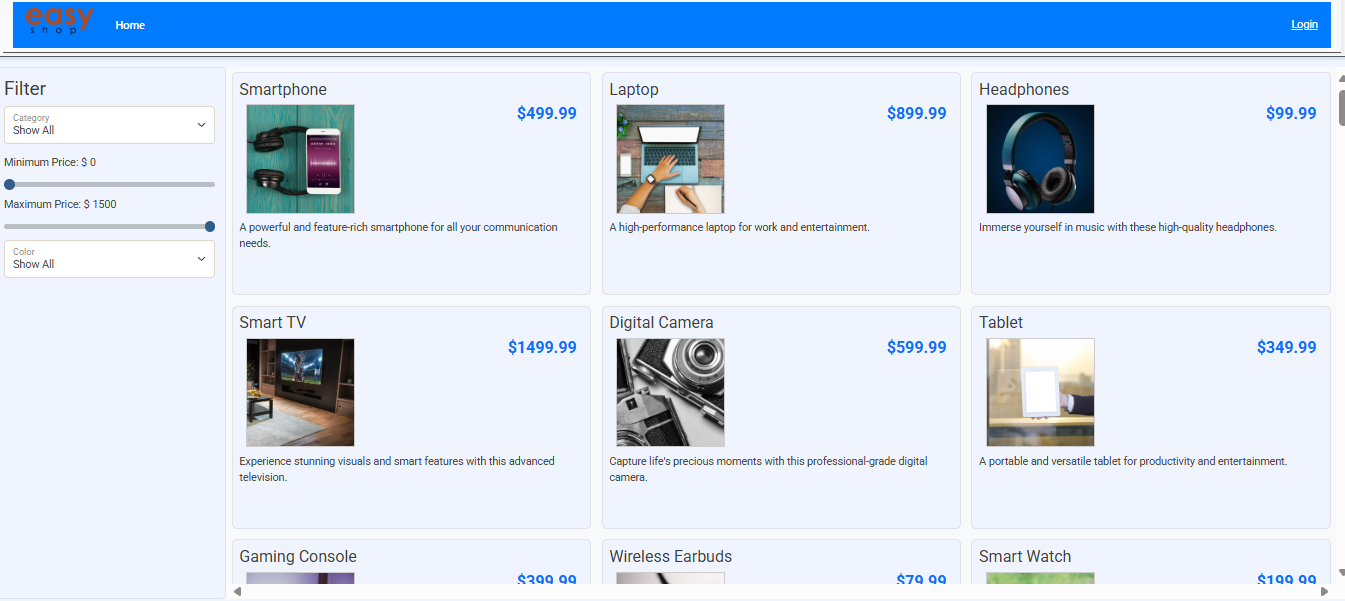 easy
shop
Home
Login
Filter
Category
Show All
Minimum Price: $ 0
Maximum Price: $ 1500
Color
Show All
Smartphone
$499.99
A powerful and feature-rich smartphone for all your communication
needs.
Laptop
$899.99
A high-performance laptop for work and entertainment.
Headphones
$99.99
Immerse yourself in music with these high-quality headphones.
Smart TV
$1499.99
Experience stunning visuals and smart features with this advanced
television.
Digital Camera
$599.99
Capture life's precious moments with this professional-grade digital
camera.
Tablet
$349.99
A portable and versatile tablet for productivity and entertainment.
Gaming Console
$399.99
Wireless Earbuds
$79.99
Smart Watch
$199.99